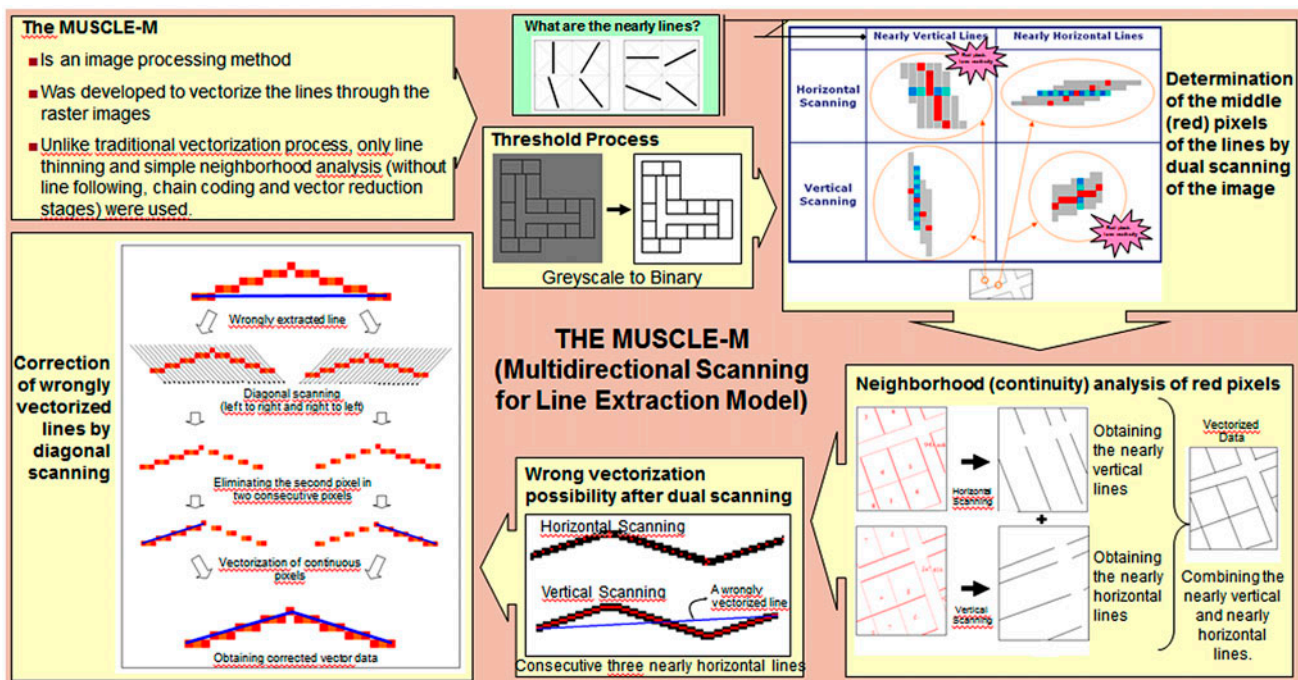 The MUSCLE-M
Is an image processing method
Was developed to vectorize the lines through the
raster images
Unlike traditional vectorization process, only line
thinning and simple neighborhood analysis (without
line following, chain coding and vector reduction
stages) were used.
What are the nearly lines?
Threshold Process
Greyscale to Binary
Nearly Vertical Lines
Nearly Horizontal Lines
Horizontal
Scanning
Vertical
Scanning
Determination
of the middle
(red) pixels
of the lines by
dual scanning
of the image
THE MUSCLE-M
(Multidirectional Scanning
for Line Extraction Model)
Neighborhood (continuity) analysis of red pixels
Horizontal
Scanning
Obtaining
the nearly
vertical
lines
+
Vertical
Scanning
Obtaining
the nearly
horizontal
lines
Vectorized
Data
Combining the
nearly vertical
and nearly
horizontal
lines.
Wrong vectorization
possibility after dual scanning
Horizontal Scanning
Vertical Scanning
A wrongly
vectorized line
Consecutive three nearly horizontal lines
Correction
of wrongly
vectorized
lines by
diagonal
scanning
Wrongly extracted line
Diagonal scanning
(left to right and right to left)
Eliminating the second pixel in
two consecutive pixels
Vectorization of continuous
pixels
Obtaining corrected vector data